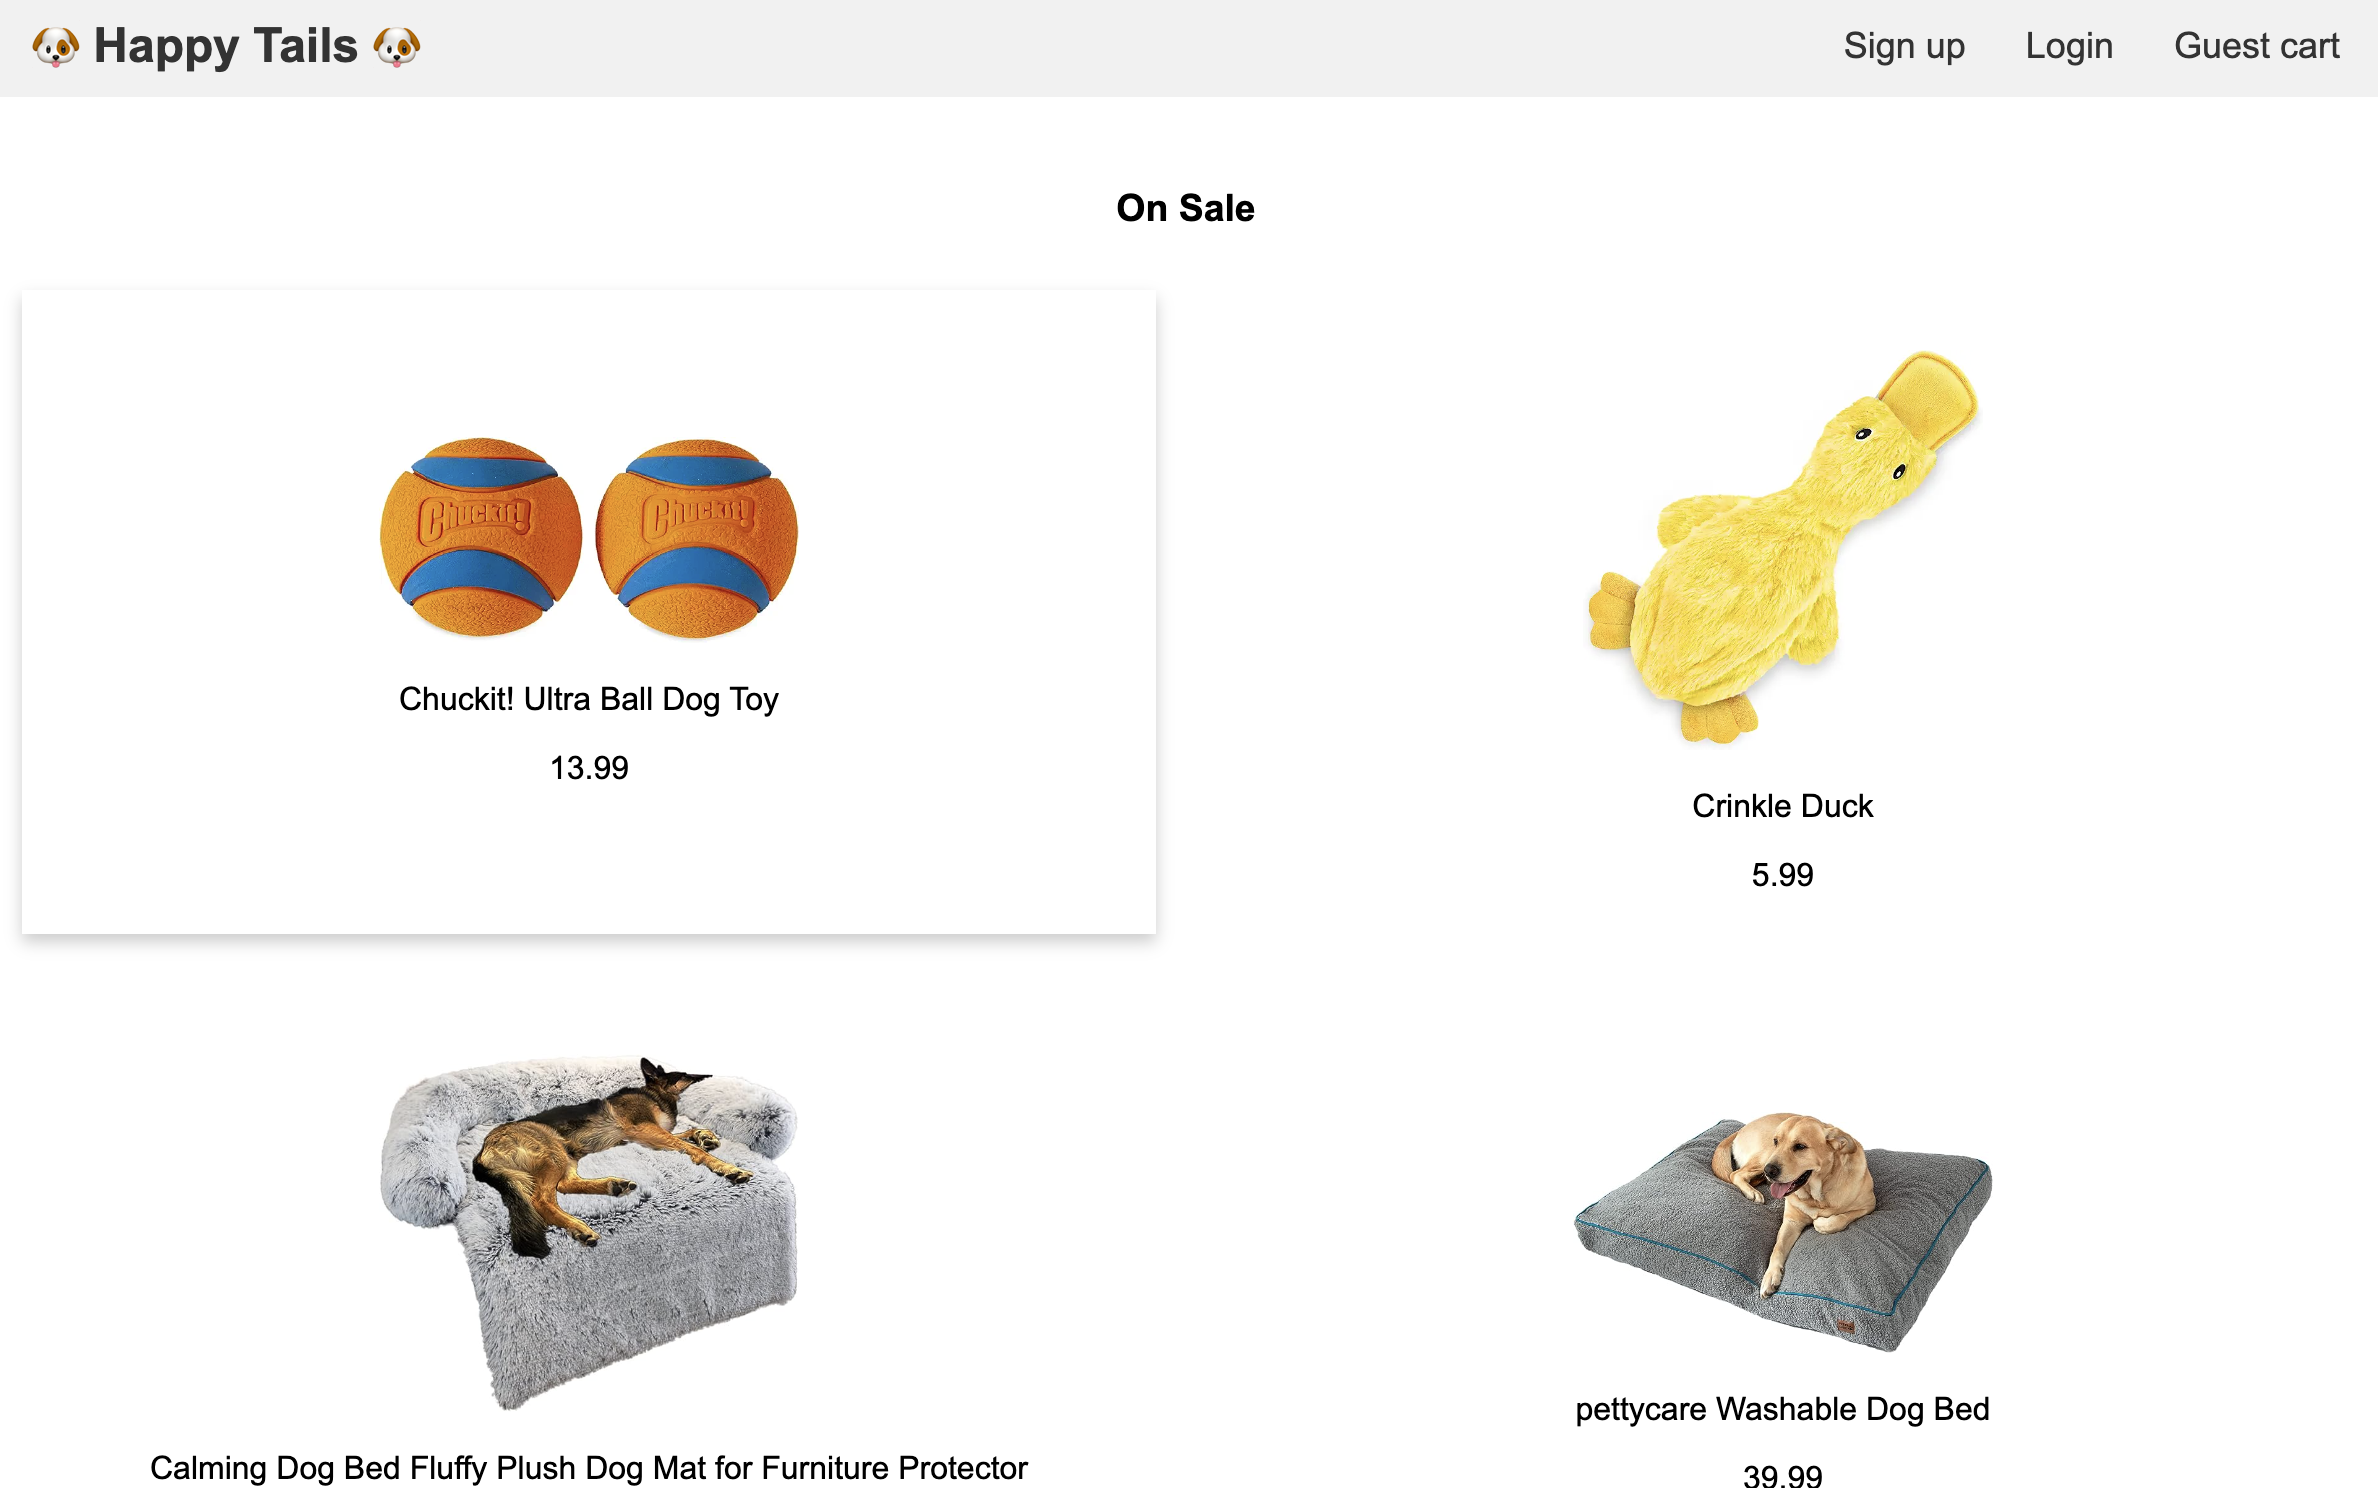 Happy Tails
Sign up
Login
Guest cart
On Sale
Chuckit!
Chuckit!
Chuckit! Ultra Ball Dog Toy
13.99
Crinkle Duck
5.99
Calming Dog Bed Fluffy Plush Dog Mat for Furniture Protector
pettycare Washable Dog Bed
39.99